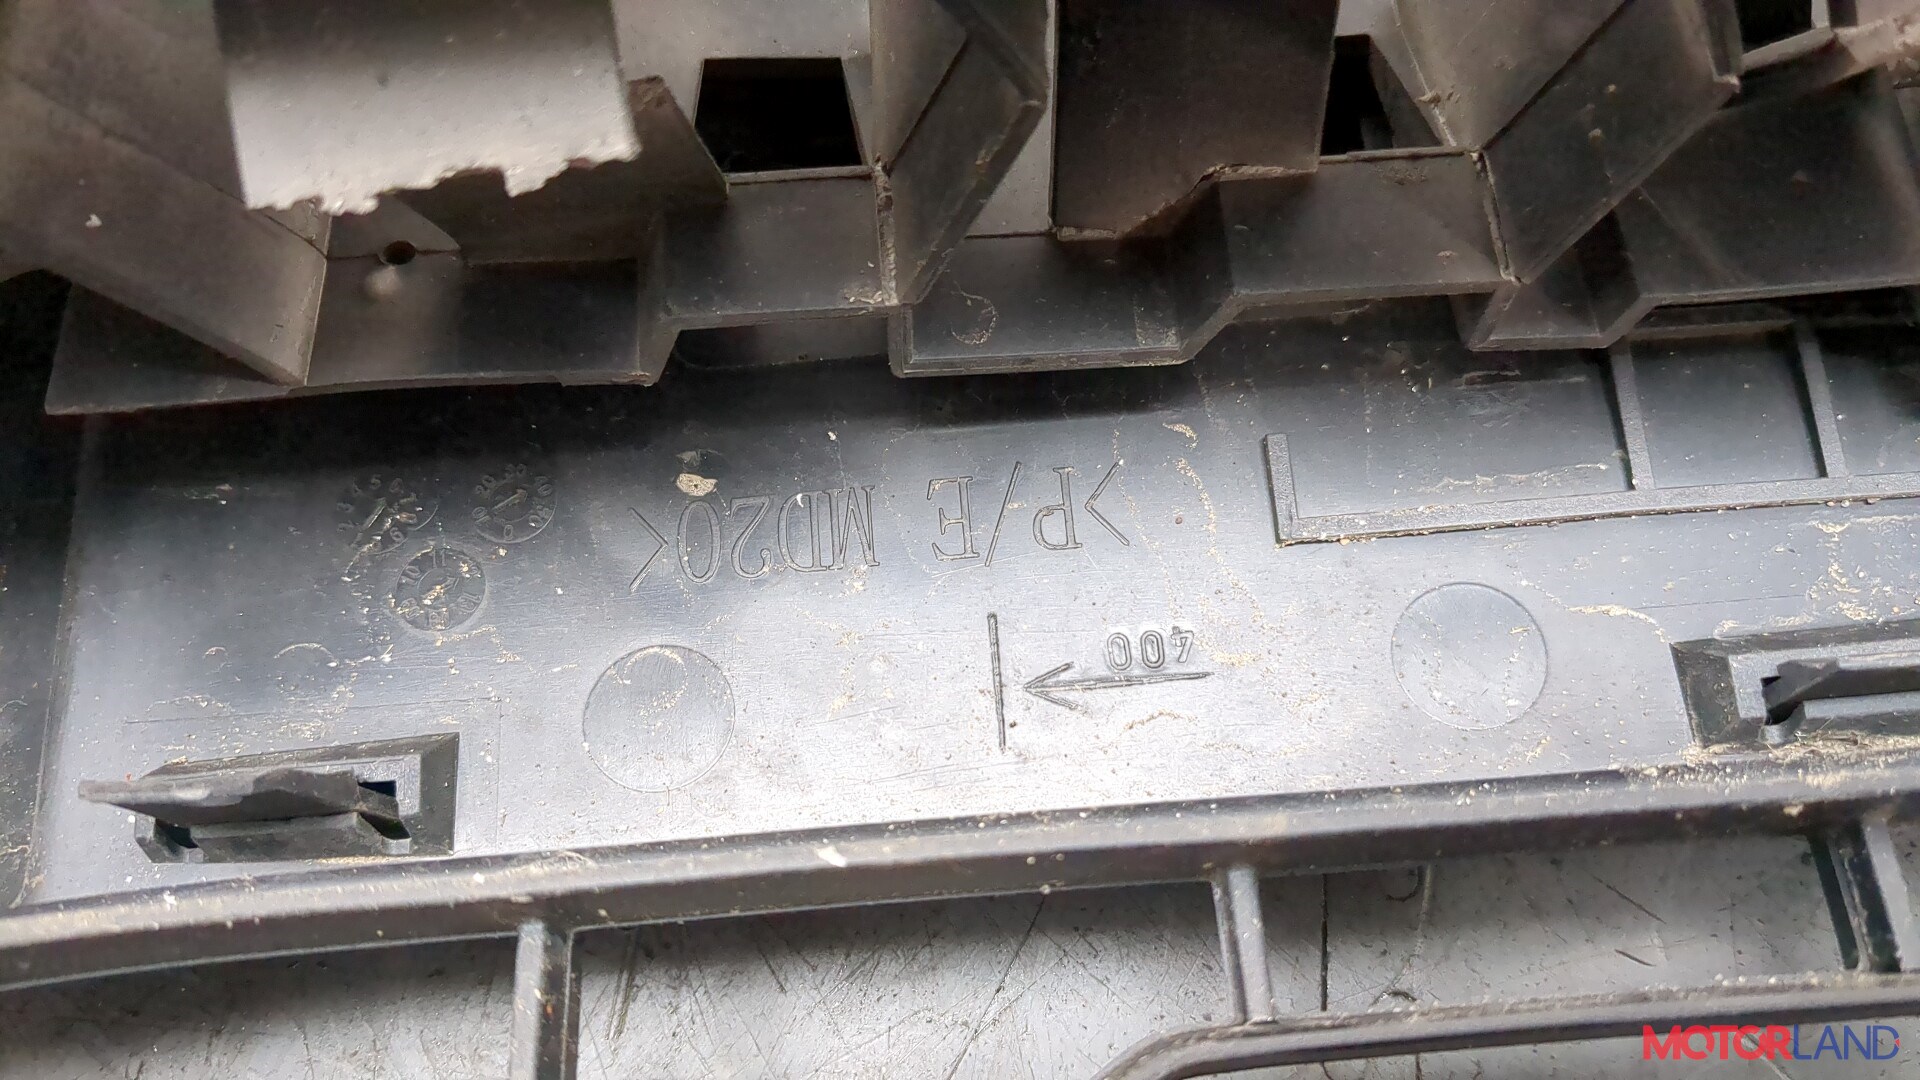 400
>P/E MD20<
MOTORLAND